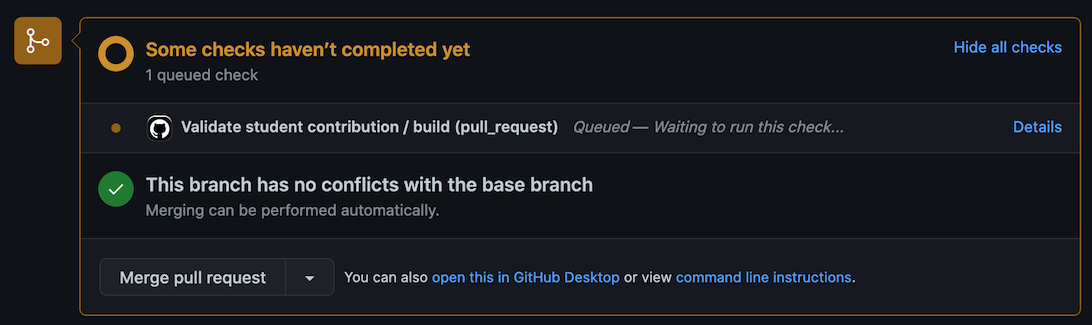 Some checks haven’t completed yet
Hide all checks
1 queued check
Validate student contribution / build (pull_request) Queued — Waiting to run this check...
Details
This branch has no conflicts with the base branch
Merging can be performed automatically.
Merge pull request
You can also open this in GitHub Desktop or view command line instructions.